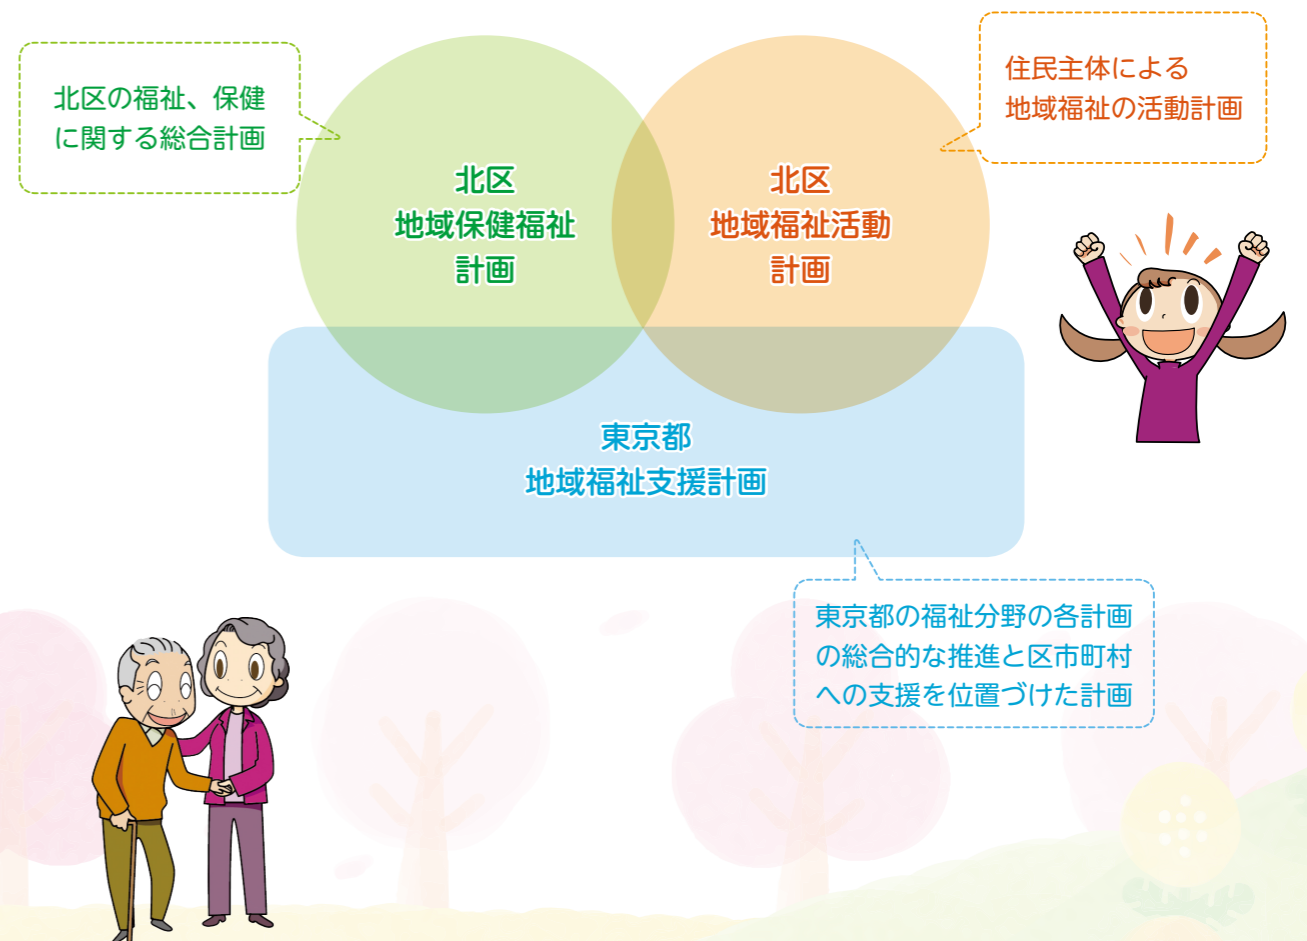 北区の福祉、保健
に関する総合計画
住民主体による
地域福祉の活動計画
北区
地域保健福祉
計画
北区
地域福祉活動
計画
東京都
地域福祉支援計画
東京都の福祉分野の各計画
の総合的な推進と区市町村
への支援を位置づけた計画